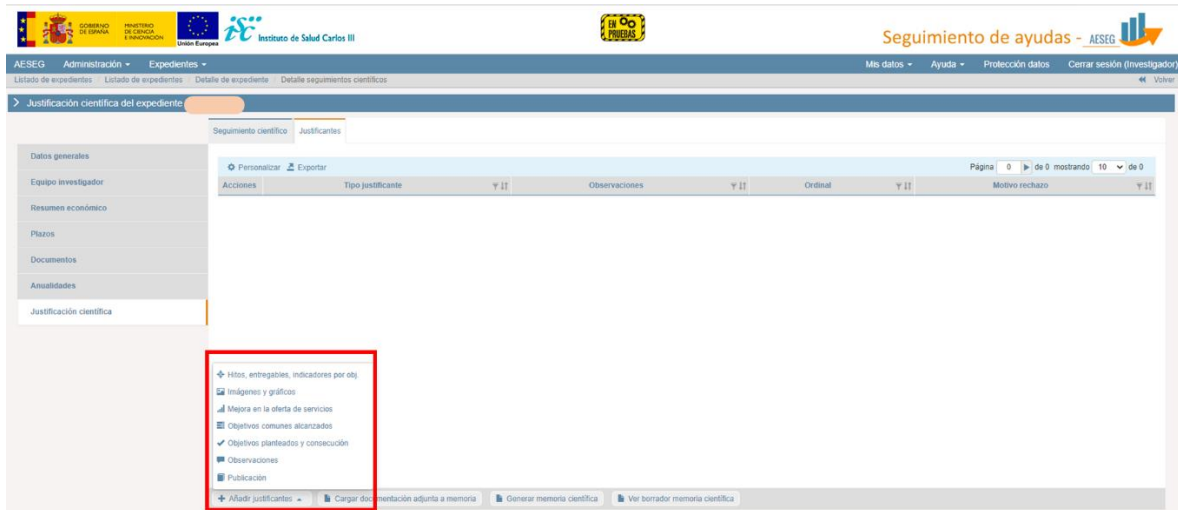 GOBIERNO DE ESPAÑA
MINISTERIO DE CIENCIA E INNOVACIÓN
Unión Europea
isc Instituto de Salud Carlos III
EN PRUEBAS
Seguimiento de ayudas - AESEG
AESEG Administración Expedientes Mis datos Ayuda Protección datos Cerrar sesión (Investigador)
Listado de expedientes / Listado de expedientes / Detalle de expediente / Detalle seguimientos científicos Volver
> Justificación científica del expediente
Seguimiento científico Justificantes
Datos generales
Equipo investigador
Resumen económico
Plazos
Documentos
Anualidades
Justificación científica
Personalizar Exportar Página 0 de 0 mostrando 10 de 0
Acciones Tipo justificante Observaciones Ordinal Motivo rechazo
Hitos, entregables, indicadores por obj.
Imágenes y gráficos
Mejora en la oferta de servicios
Objetivos comunes alcanzados
Objetivos planteados y consecución
Observaciones
Publicación
+ Añadir justificantes Cargar documentación adjunta a memoria Generar memoria científica Ver borrador memoria científica